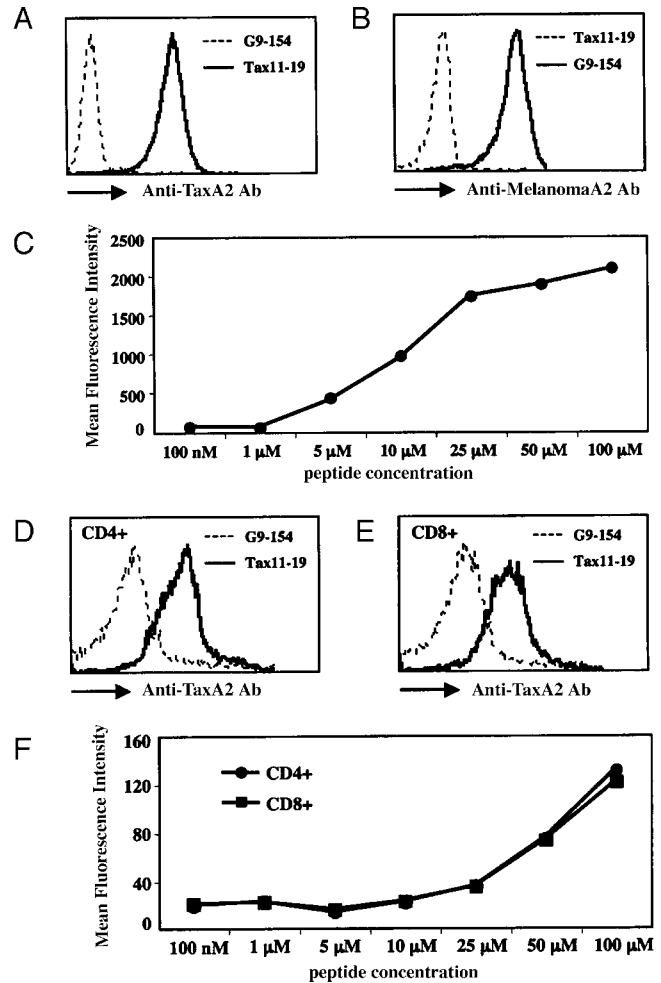 A
G9-154
Tax11-19
Anti-TaxA2 Ab
B
Tax11-19
G9-154
Anti-MelanomaA2 Ab
C
Mean Fluorescence Intensity
2500
2000
1500
1000
500
0
100 nM 1 µM 5 µM 10 µM 25 µM 50 µM 100 µM
peptide concentration
D
CD4+
G9-154
Tax11-19
Anti-TaxA2 Ab
E
CD8+
G9-154
Tax11-19
Anti-TaxA2 Ab
F
Mean Fluorescence Intensity
160
120
80
40
0
CD4+
CD8+
100 nM 1 µM 5 µM 10 µM 25 µM 50 µM 100 µM
peptide concentration